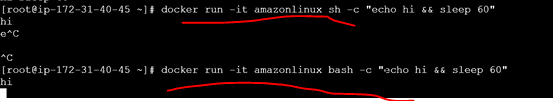 [root@ip-172-31-40-45 ~]# docker run -it amazonlinux sh -c "echo hi && sleep 60"
hi
e^C
^C
[root@ip-172-31-40-45 ~]# docker run -it amazonlinux bash -c "echo hi && sleep 60"
hi